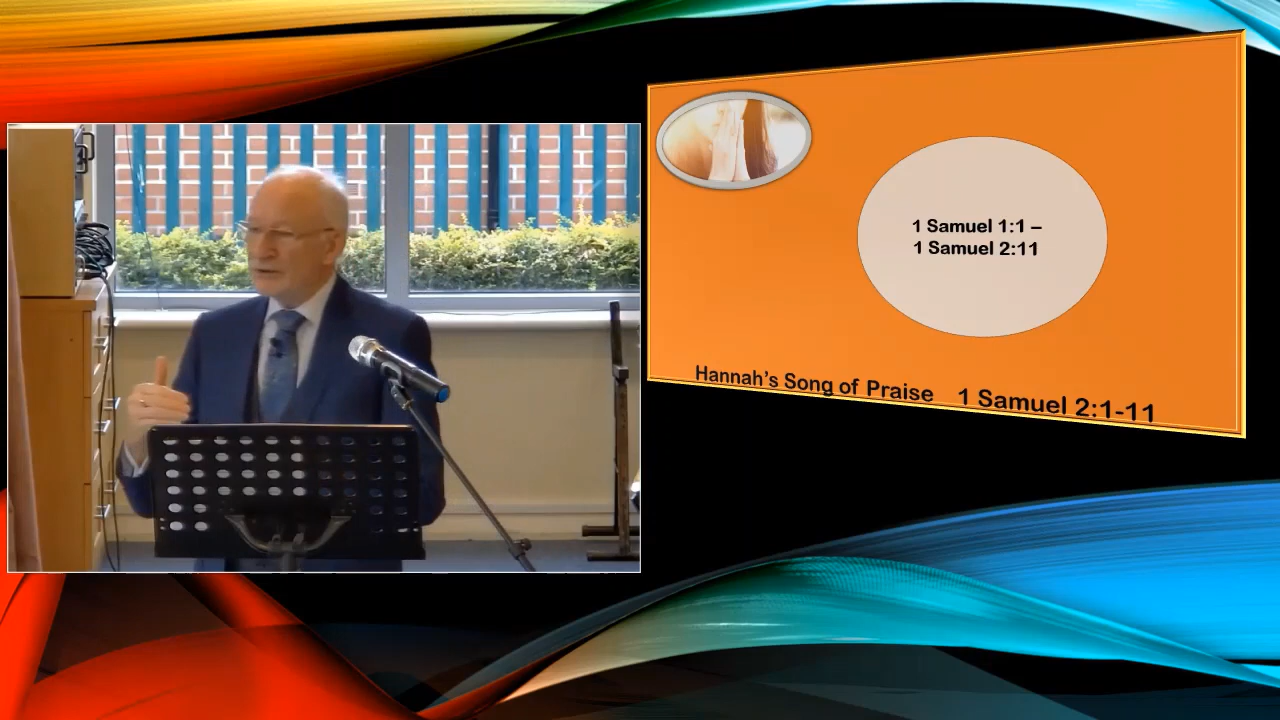 1 Samuel 1:1 –
1 Samuel 2:11
Hannah's Song of Praise 1 Samuel 2:1-11